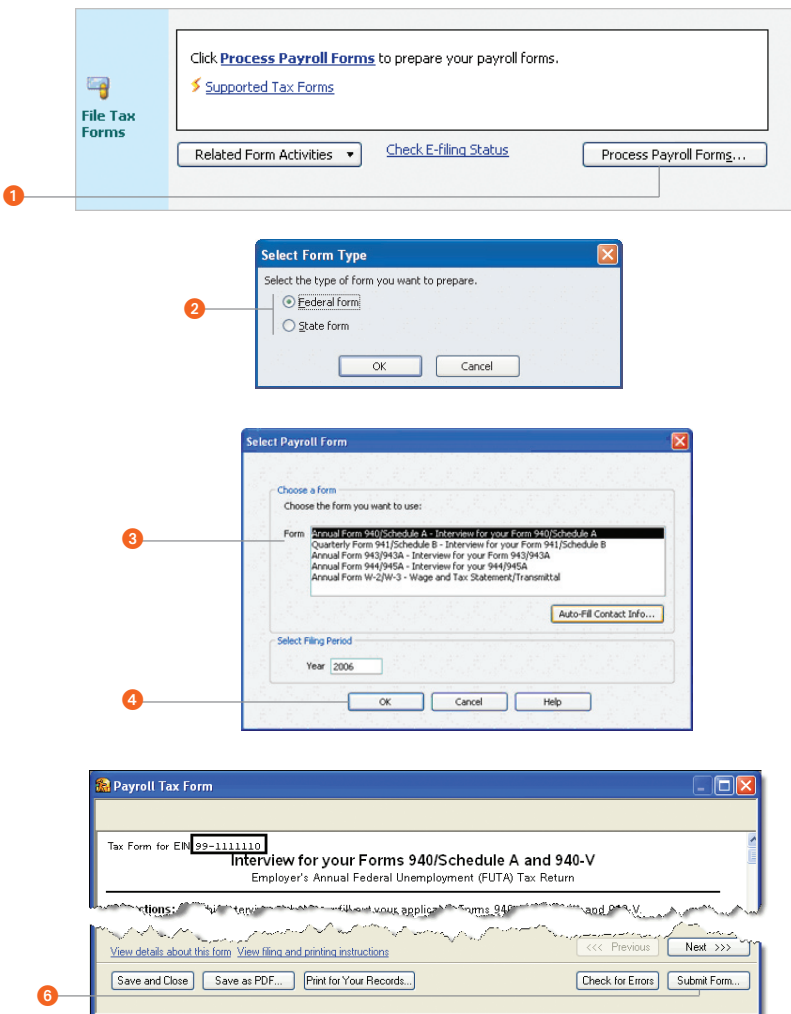 Click Process Payroll Forms to prepare your payroll forms.
Supported Tax Forms
File Tax
Forms
Related Form Activities
Check E-filing Status
Process Payroll Forms...
1
Select Form Type
Select the type of form you want to prepare.
2
Federal form
State form
OK
Cancel
Select Payroll Form
Choose a form
Choose the form you want to use:
3
Form
Annual Form 940/Schedule A - Interview for your Form 940/Schedule A
Quarterly Form 941/Schedule B - Interview for your Form 941/Schedule B
Annual Form 943/943A - Interview for your Form 943/943A
Annual Form 944/945A - Interview for your 944/945A
Annual Form W-2/W-3 - Wage and Tax Statement/Transmittal
Auto-Fill Contact Info...
Select Filing Period
Year 2006
4
OK
Cancel
Help
Payroll Tax Form
Tax Form for EIN 99-1111110
Interview for your Forms 940/Schedule A and 940-V
Employer's Annual Federal Unemployment (FUTA) Tax Return
View details about this form View filing and printing instructions
<<< Previous
Next >>>
Save and Close
Save as PDF...
Print for Your Records...
Check for Errors
Submit Form...
6